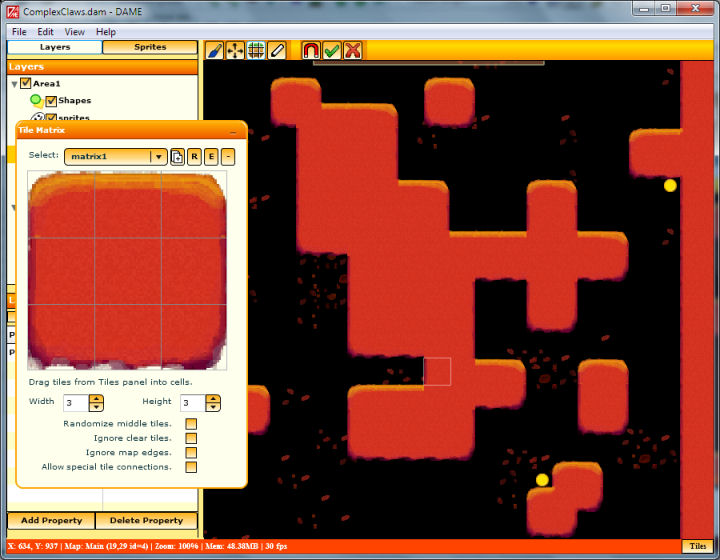 ComplexClaws.dam - DAME
File Edit View Help
Layers Sprites
Layers
Area1
Shapes
sprites
Tile Matrix
Select: matrix1 R E -
Drag tiles from Tiles panel into cells.
Width 3 Height 3
Randomize middle tiles.
Ignore clear tiles.
Ignore map edges.
Allow special tile connections.
L
P
P
Add Property Delete Property
X: 634, Y: 937 | Map: Main (19,29 id=4) | Zoom: 100% | Mem: 48.38MB | 30 fps
Tiles